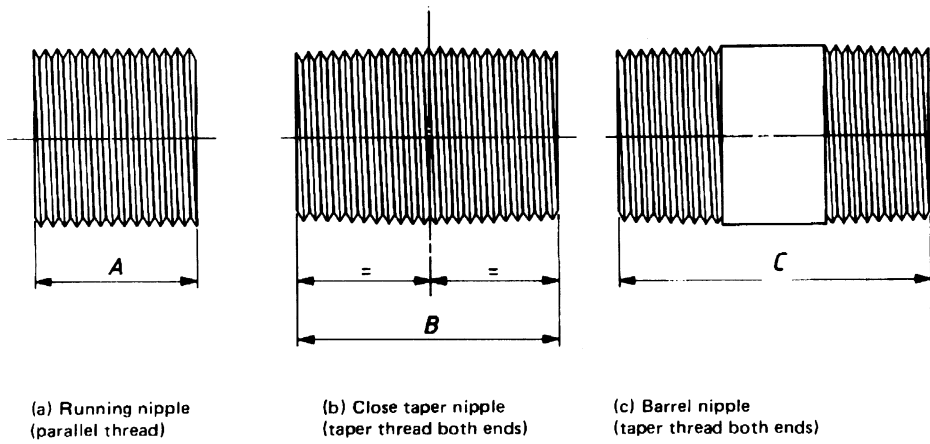 A
=
=
B
C
(a) Running nipple
(parallel thread)
(b) Close taper nipple
(taper thread both ends)
(c) Barrel nipple
(taper thread both ends)